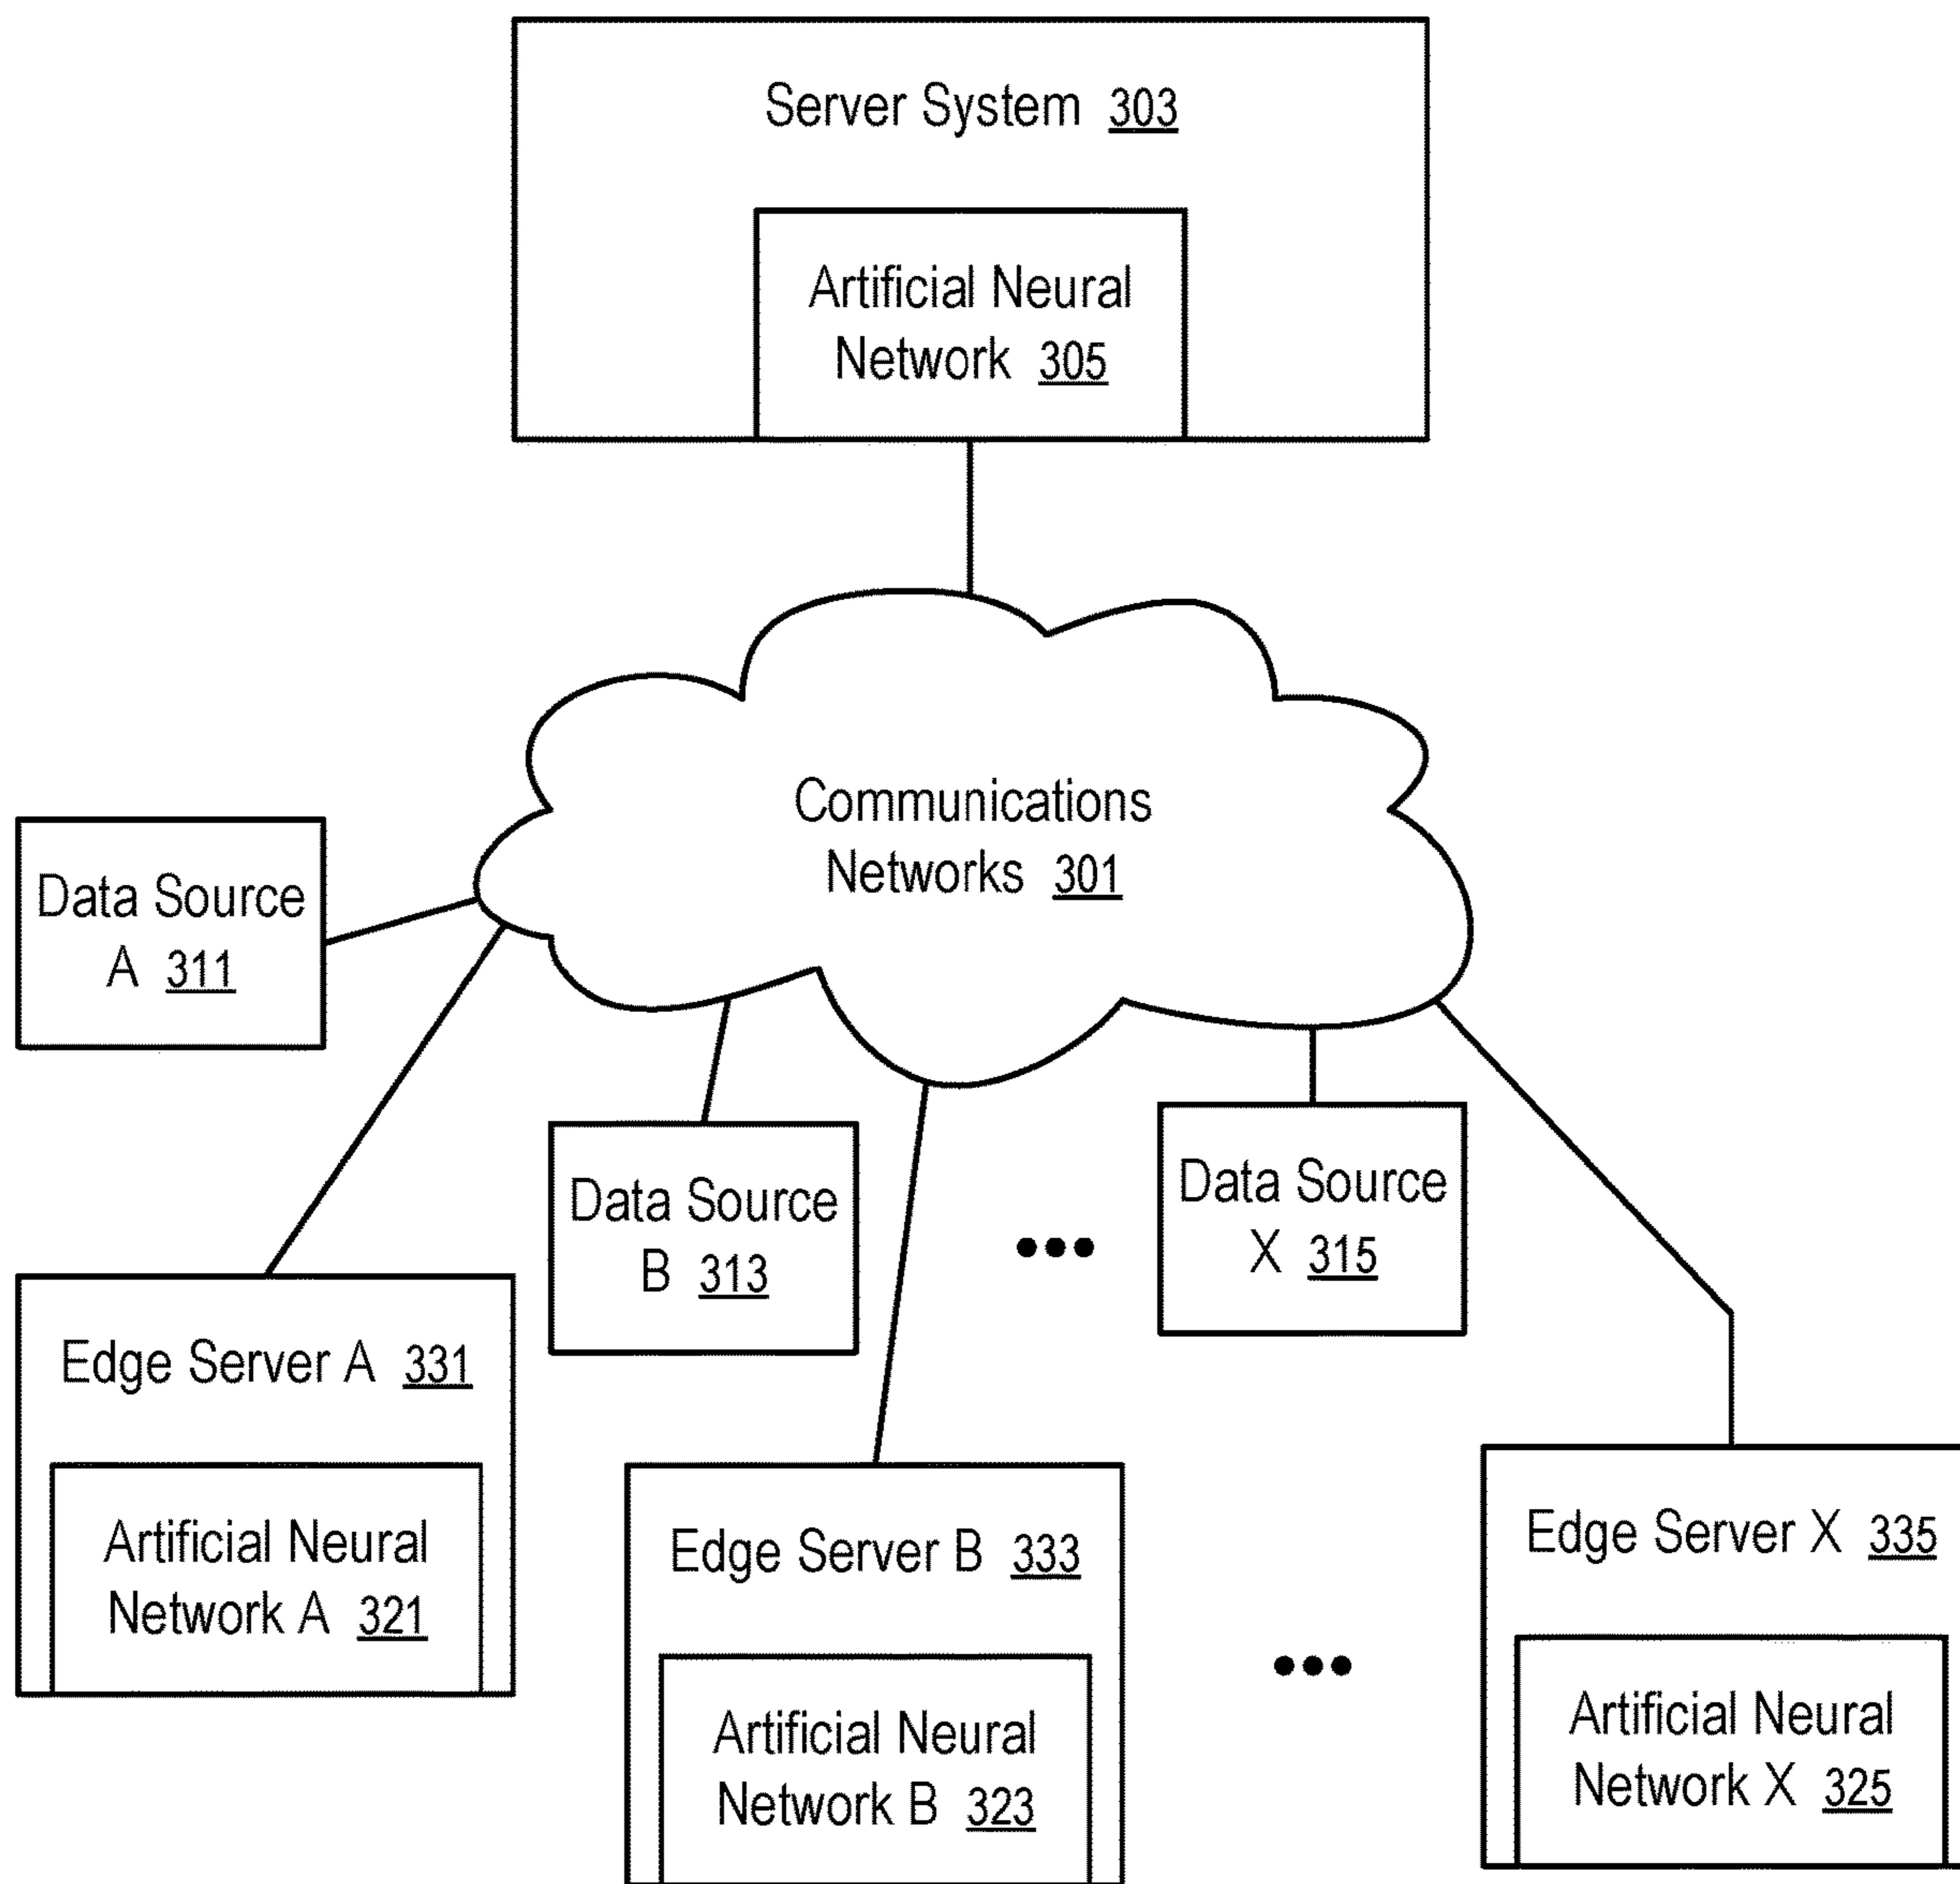 Server System 303
Artificial Neural
Network 305
Communications
Networks 301
Data Source
A 311
Data Source
B 313
Data Source
X 315
Edge Server A 331
Artificial Neural
Network A 321
Edge Server B 333
Artificial Neural
Network B 323
Edge Server X 335
Artificial Neural
Network X 325